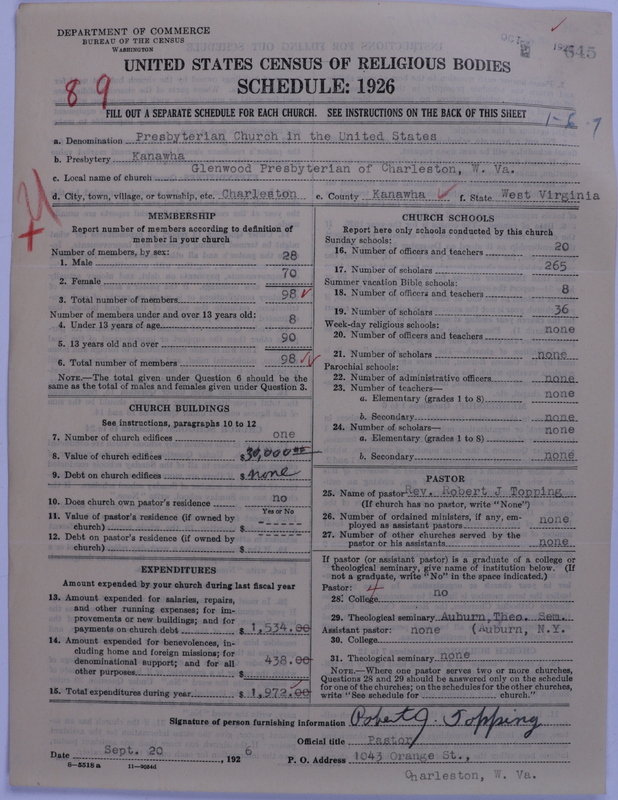 DEPARTMENT OF COMMERCE
BUREAU OF THE CENSUS
WASHINGTON
645
UNITED STATES CENSUS OF RELIGIOUS BODIES
SCHEDULE: 1926
89
FILL OUT A SEPARATE SCHEDULE FOR EACH CHURCH. SEE INSTRUCTIONS ON THE BACK OF THIS SHEET
1-6.7
a. Denomination Presbyterian Church in the United States
b. Presbytery Kanawha
c. Local name of church Glenwood Presbyterian of Charleston, W. Va.
d. City, town, village, or township, etc. Charleston e. County Kanawha f. State West Virginia
MEMBERSHIP
Report number of members according to definition of
member in your church
Number of members, by sex:
1. Male 28
2. Female 70
3. Total number of members 98
Number of members under and over 13 years old:
4. Under 13 years of age 8
5. 13 years old and over 90
6. Total number of members 98
NOTE.—The total given under Question 6 should be the
same as the total of males and females given under Question 3.
CHURCH BUILDINGS
See instructions, paragraphs 10 to 12
7. Number of church edifices one
8. Value of church edifices $30,000.00
9. Debt on church edifices $none
10. Does church own pastor's residence no
Yes or No
11. Value of pastor's residence (if owned by
church) $ ------
12. Debt on pastor's residence (if owned by
church) $ ------
EXPENDITURES
Amount expended by your church during last fiscal year
13. Amount expended for salaries, repairs,
and other running expenses; for im-
provements or new buildings; and for
payments on church debt $1,534.00
14. Amount expended for benevolences, in-
cluding home and foreign missions; for
denominational support; and for all
other purposes $ 438.00
15. Total expenditures during year $1,972.00
CHURCH SCHOOLS
Report here only schools conducted by this church
Sunday schools:
16. Number of officers and teachers 20
17. Number of scholars 265
Summer vacation Bible schools:
18. Number of officers and teachers 8
19. Number of scholars 36
Week-day religious schools:
20. Number of officers and teachers none
21. Number of scholars none
Parochial schools:
22. Number of administrative officers none
23. Number of teachers—
a. Elementary (grades 1 to 8) none
b. Secondary none
24. Number of scholars—
a. Elementary (grades 1 to 8) none
b. Secondary none
PASTOR
25. Name of pastor Rev. Robert J Topping
(If church has no pastor, write "None")
26. Number of ordained ministers, if any, em-
ployed as assistant pastors none
27. Number of other churches served by the
pastor or his assistants none
If pastor (or assistant pastor) is a graduate of a college or
theological seminary, give name of institution below. (If
not a graduate, write "No" in the space indicated.)
Pastor: 4
28. College no
29. Theological seminary Auburn, Theo. Sem.
Assistant pastor: none (Auburn, N.Y.
30. College
31. Theological seminary none
NOTE.—Where one pastor serves two or more churches,
Questions 28 and 29 should be answered only on the schedule
for one of the churches; on the schedules for the other churches,
write "See schedule for church."
Signature of person furnishing information Robert J. Topping
Official title Pastor
Date Sept. 20, 1926 P. O. Address 1043 Orange St.,
8-5518 a 11-9084d
Charleston, W. Va.